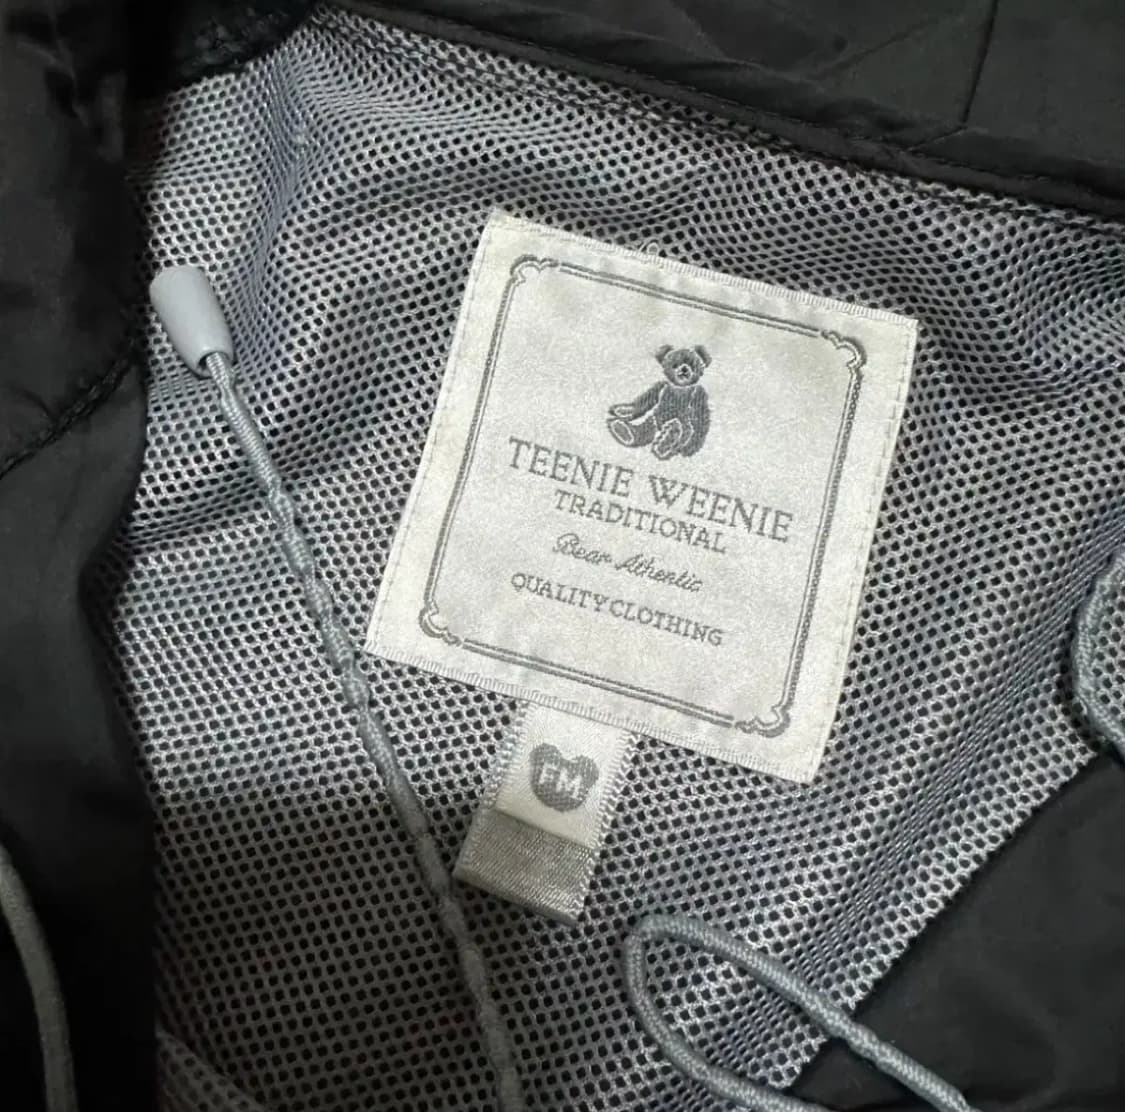 TEENIE WEENIE
TRADITIONAL
Bear Athentic
QUALITY CLOTHING
FM